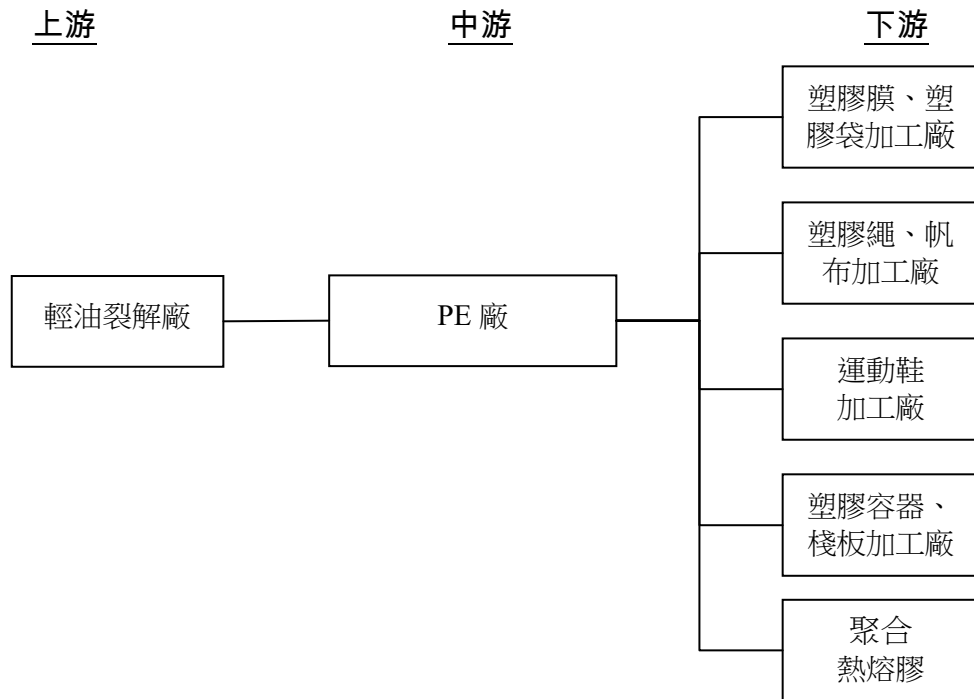 上游
中游
下游
塑膠膜、塑
膠袋加工廠
塑膠繩、帆
布加工廠
輕油裂解廠
PE 廠
運動鞋
加工廠
塑膠容器、
棧板加工廠
聚合
熱熔膠